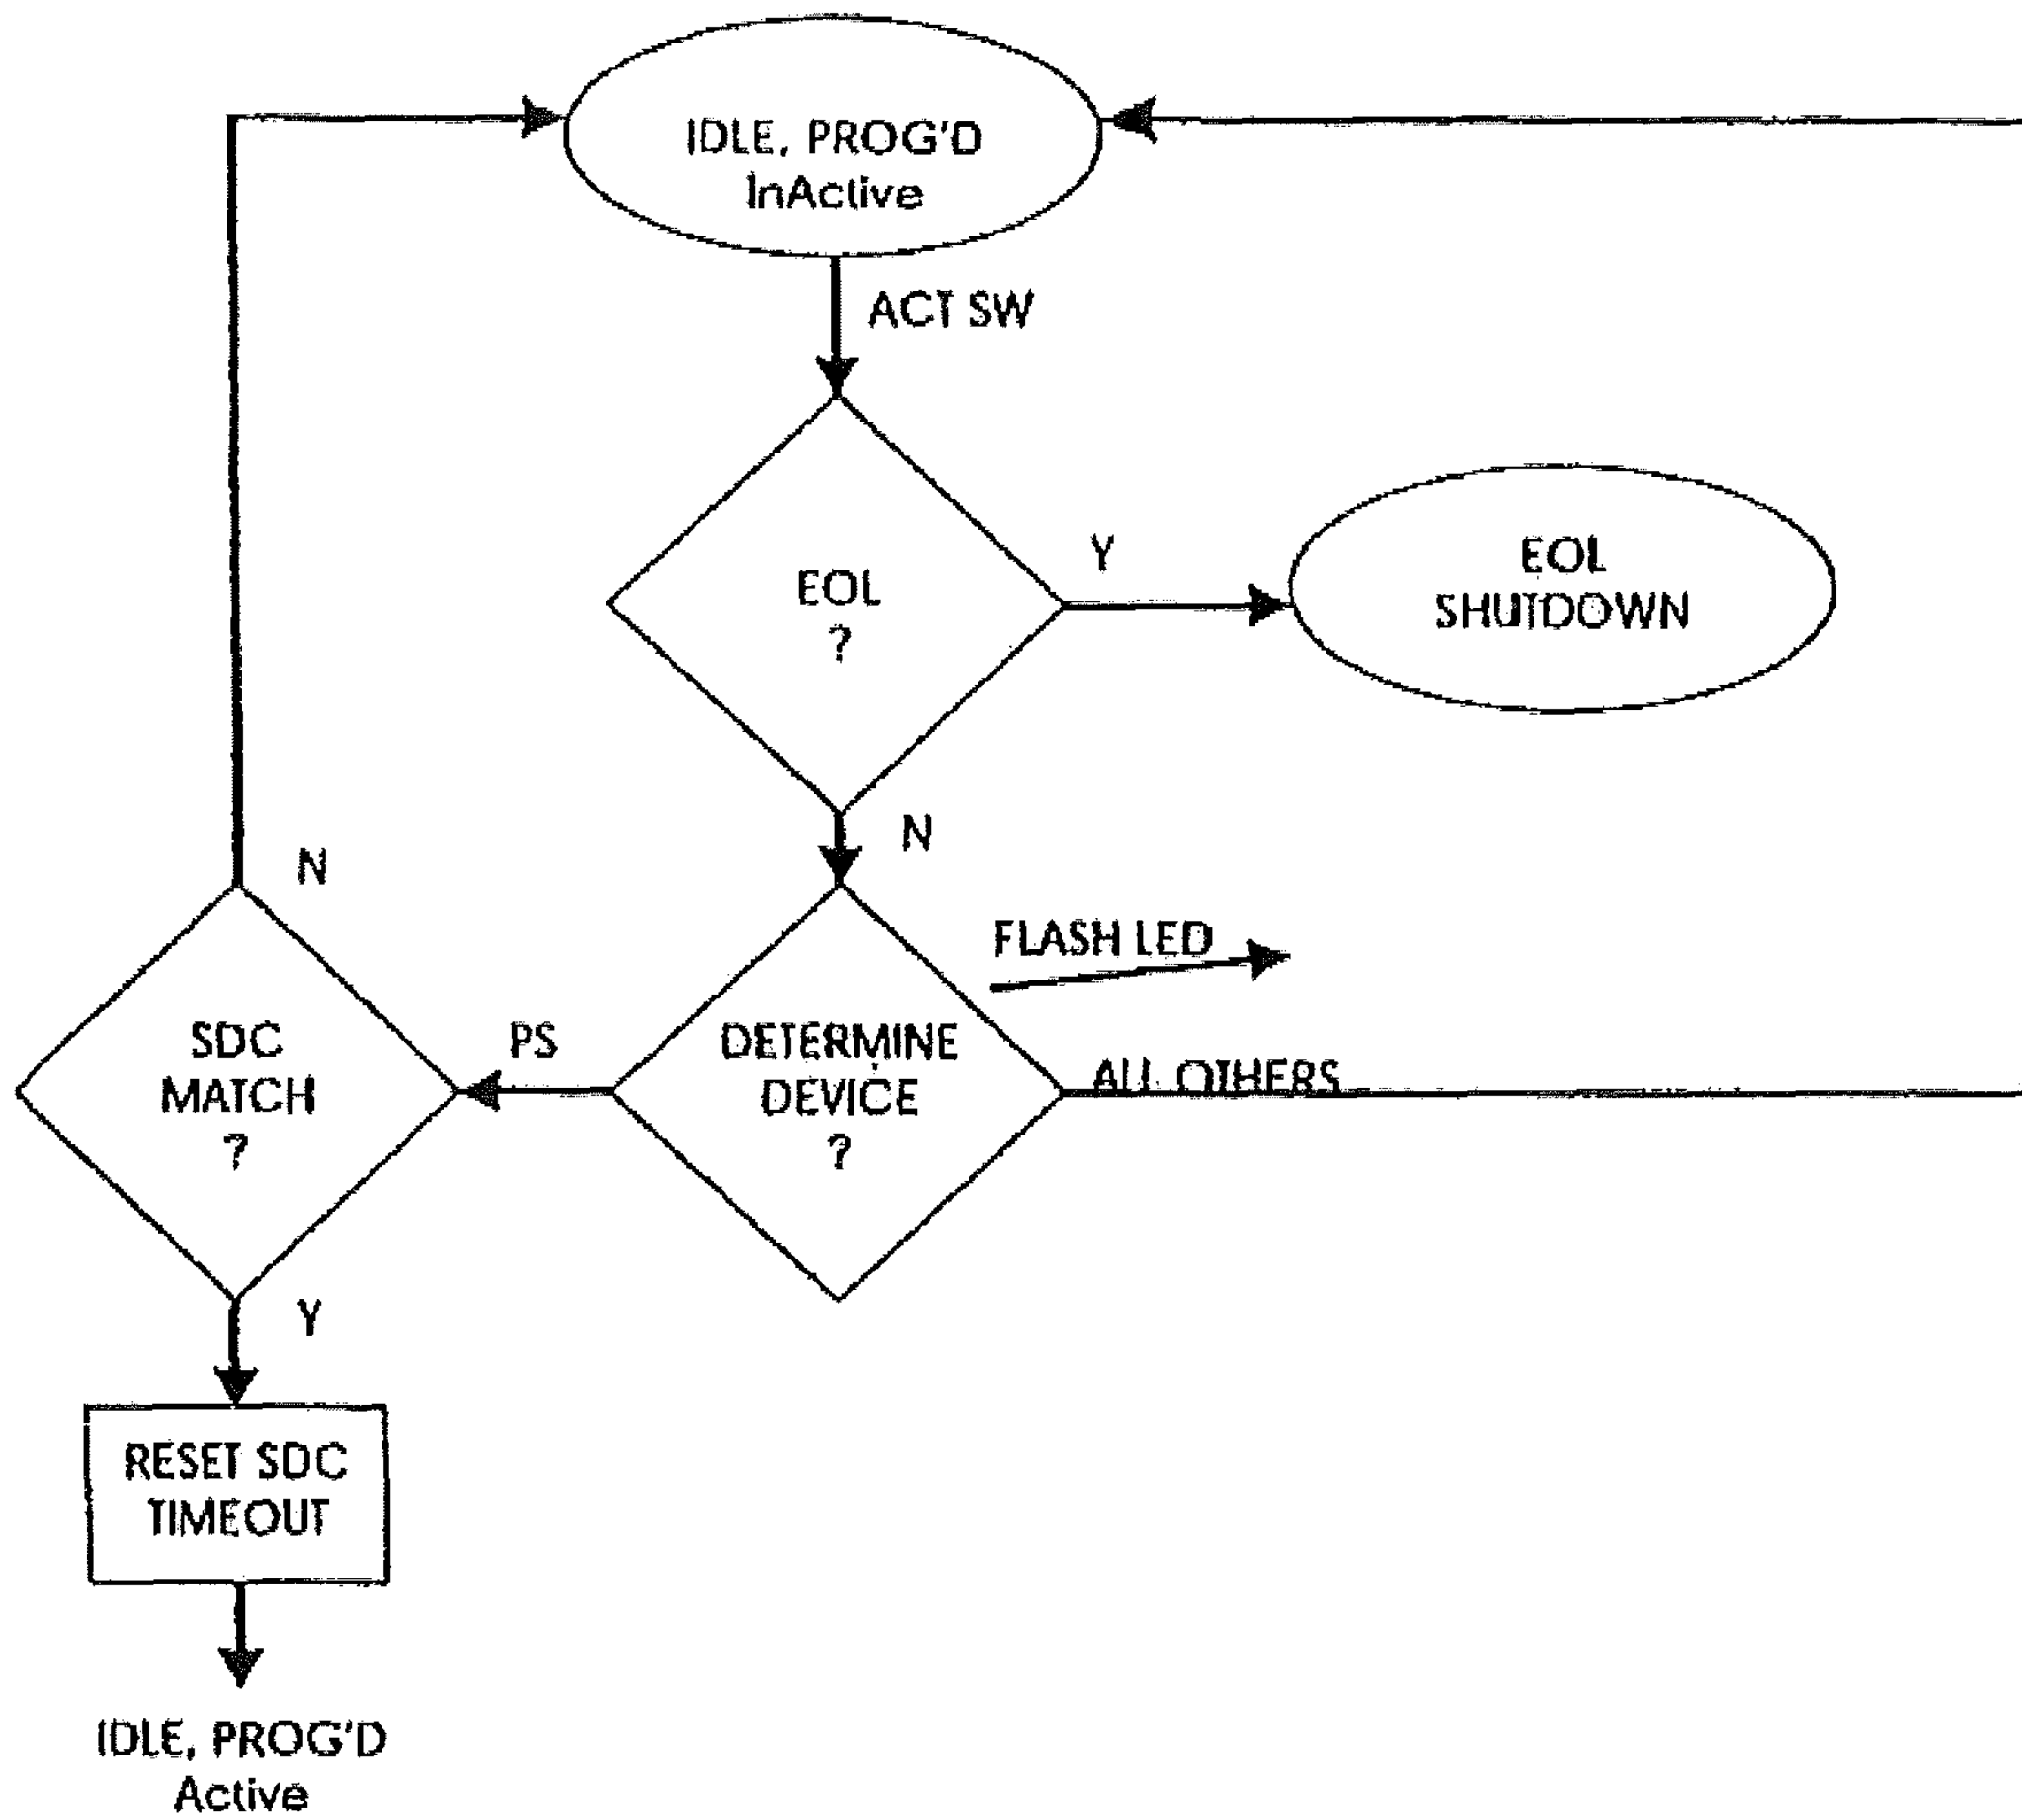 IDLE, PROG'D
InActive
ACT SW
EOL
?
Y
EOL
SHUTDOWN
N
N
FLASH LED
SDC
MATCH
?
PS
DETERMINE
DEVICE
?
ALL OTHERS
Y
RESET SDC
TIMEOUT
IDLE, PROG'D
Active